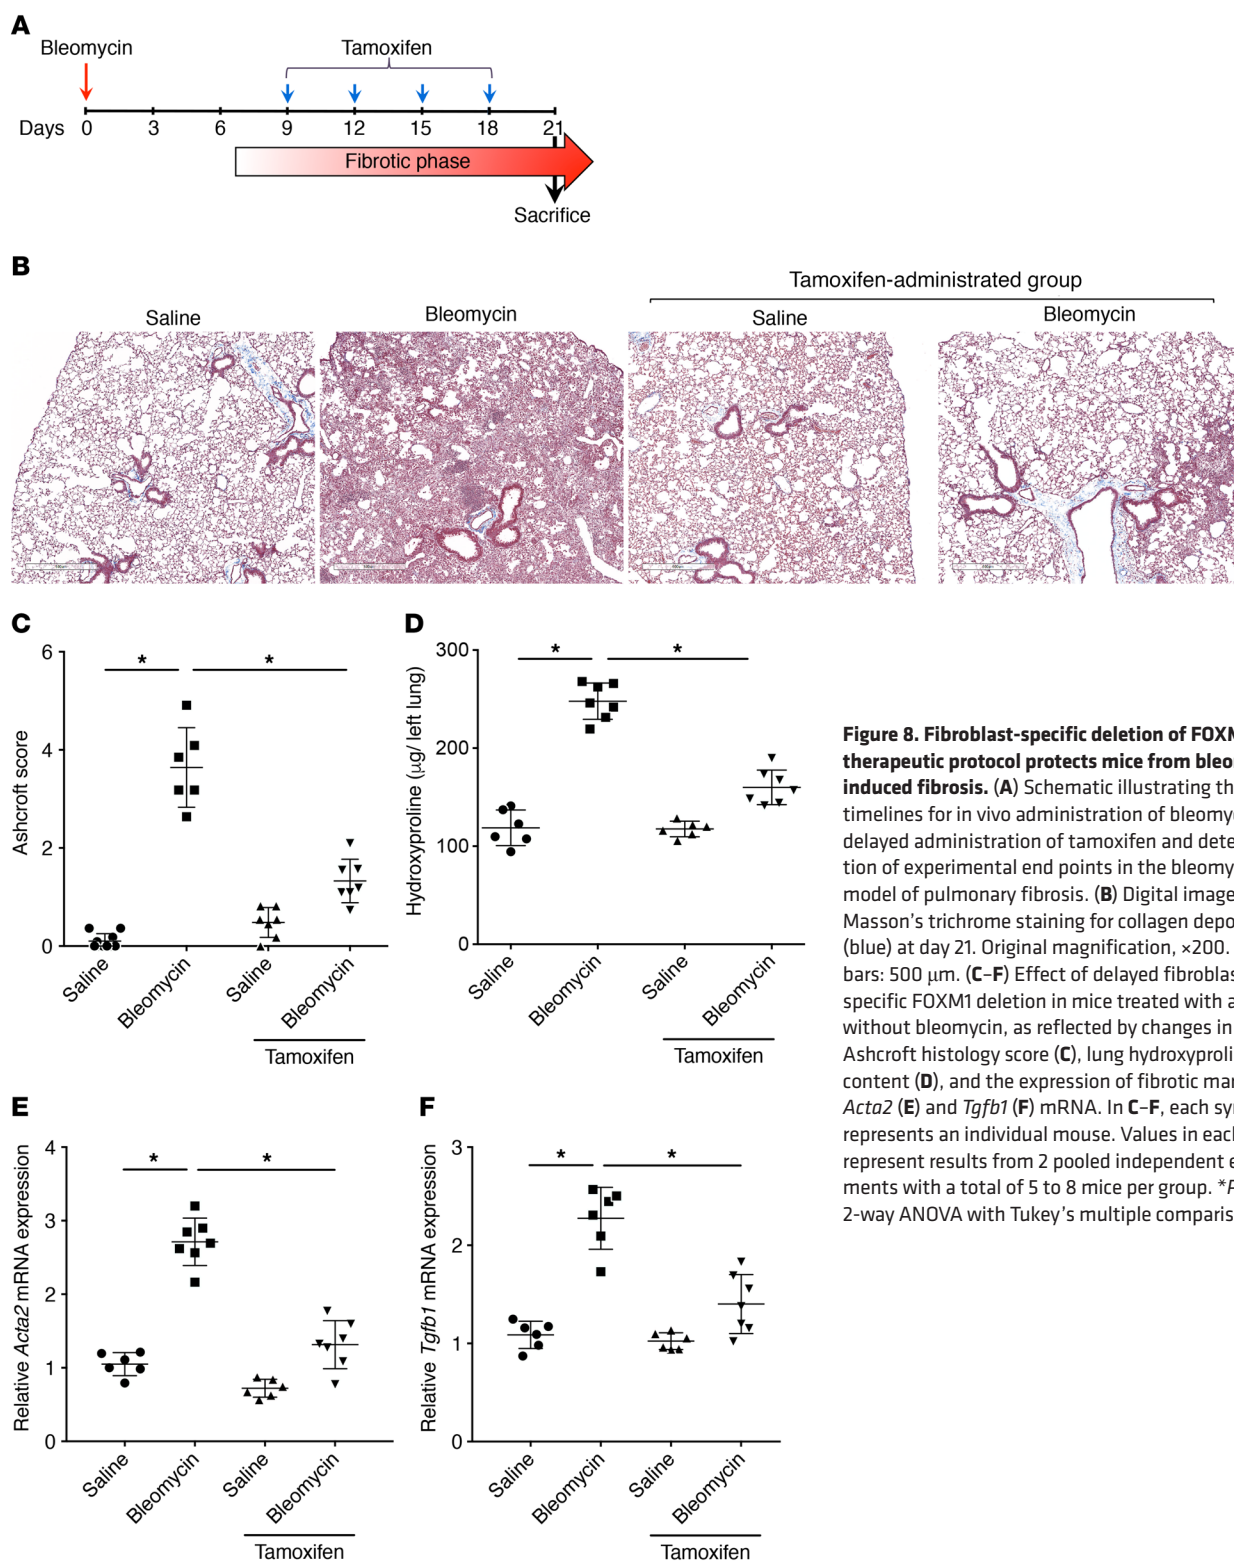 A
Bleomycin
Tamoxifen
Days 0 3 6 9 12 15 18 21
Fibrotic phase
Sacrifice
B
Tamoxifen-administrated group
Saline
Bleomycin
Saline
Bleomycin
C
Ashcroft score
6
4
2
0
*
*
Saline
Bleomycin
Saline
Bleomycin
Tamoxifen
D
Hydroxyproline (μg/ left lung)
300
200
100
0
*
*
Saline
Bleomycin
Saline
Bleomycin
Tamoxifen
Figure 8. Fibroblast-specific deletion of FOXM
therapeutic protocol protects mice from bleo
induced fibrosis. (A) Schematic illustrating th
timelines for in vivo administration of bleomy
delayed administration of tamoxifen and dete
tion of experimental end points in the bleomy
model of pulmonary fibrosis. (B) Digital image
Masson's trichrome staining for collagen depo
(blue) at day 21. Original magnification, ×200.
bars: 500 μm. (C–F) Effect of delayed fibroblas
specific FOXM1 deletion in mice treated with a
without bleomycin, as reflected by changes in
Ashcroft histology score (C), lung hydroxyproli
content (D), and the expression of fibrotic mar
Acta2 (E) and Tgfb1 (F) mRNA. In C–F, each sy
represents an individual mouse. Values in each
represent results from 2 pooled independent e
ments with a total of 5 to 8 mice per group. *P
2-way ANOVA with Tukey's multiple comparis
E
Relative Acta2 mRNA expression
4
3
2
1
0
*
*
Saline
Bleomycin
Saline
Bleomycin
Tamoxifen
F
Relative Tgfb1 mRNA expression
3
2
1
0
*
*
Saline
Bleomycin
Saline
Bleomycin
Tamoxifen